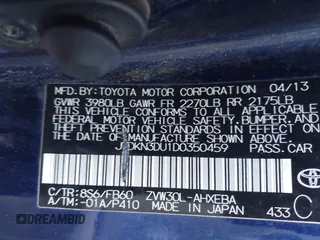 MFD. BY: TOYOTA MOTOR CORPORATION 04/13
GVWR 3980LB GAWR FR 2270LB RR 2175LB
THIS VEHICLE CONFORMS TO ALL APPLICABLE
FEDERAL MOTOR VEHICLE SAFETY, BUMPER, AND
THEFT PREVENTION STANDARDS IN EFFECT ON
THE DATE OF MANUFACTURE SHOWN ABOVE.
JTDKN3DU1D0350459 PASS. CAR
C/TR: 8S6/FB60 ZVW30L-AHXEBA
A/TM: -01A/P410 MADE IN JAPAN 433 C
© DREAMBID